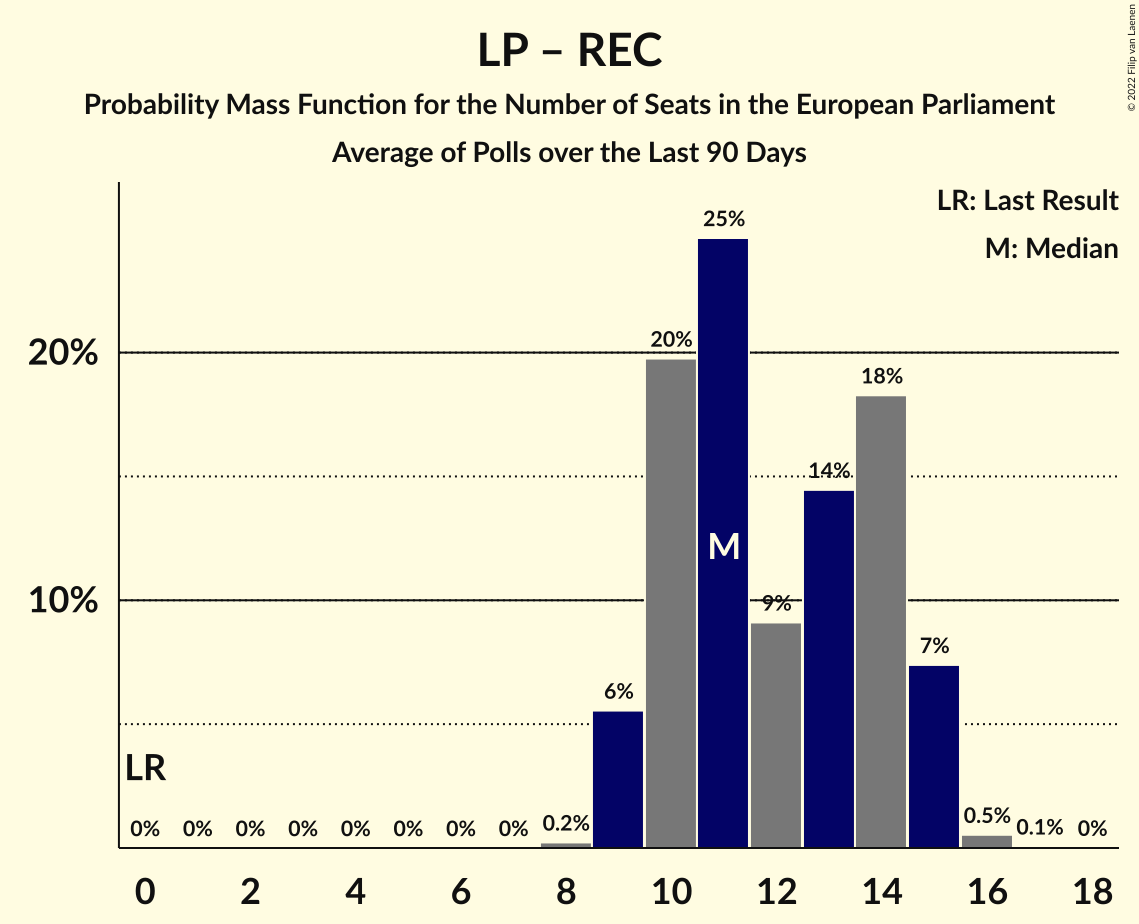 LP – REC
Probability Mass Function for the Number of Seats in the European Parliament
Average of Polls over the Last 90 Days
© 2022 Filip van Laenen
LR: Last Result
M: Median
25%
20%
20%
18%
14%
M
10%
9%
7%
6%
LR
0% 0% 0% 0% 0% 0% 0% 0% 0.2% 0.5% 0.1% 0%
0 2 4 6 8 10 12 14 16 18